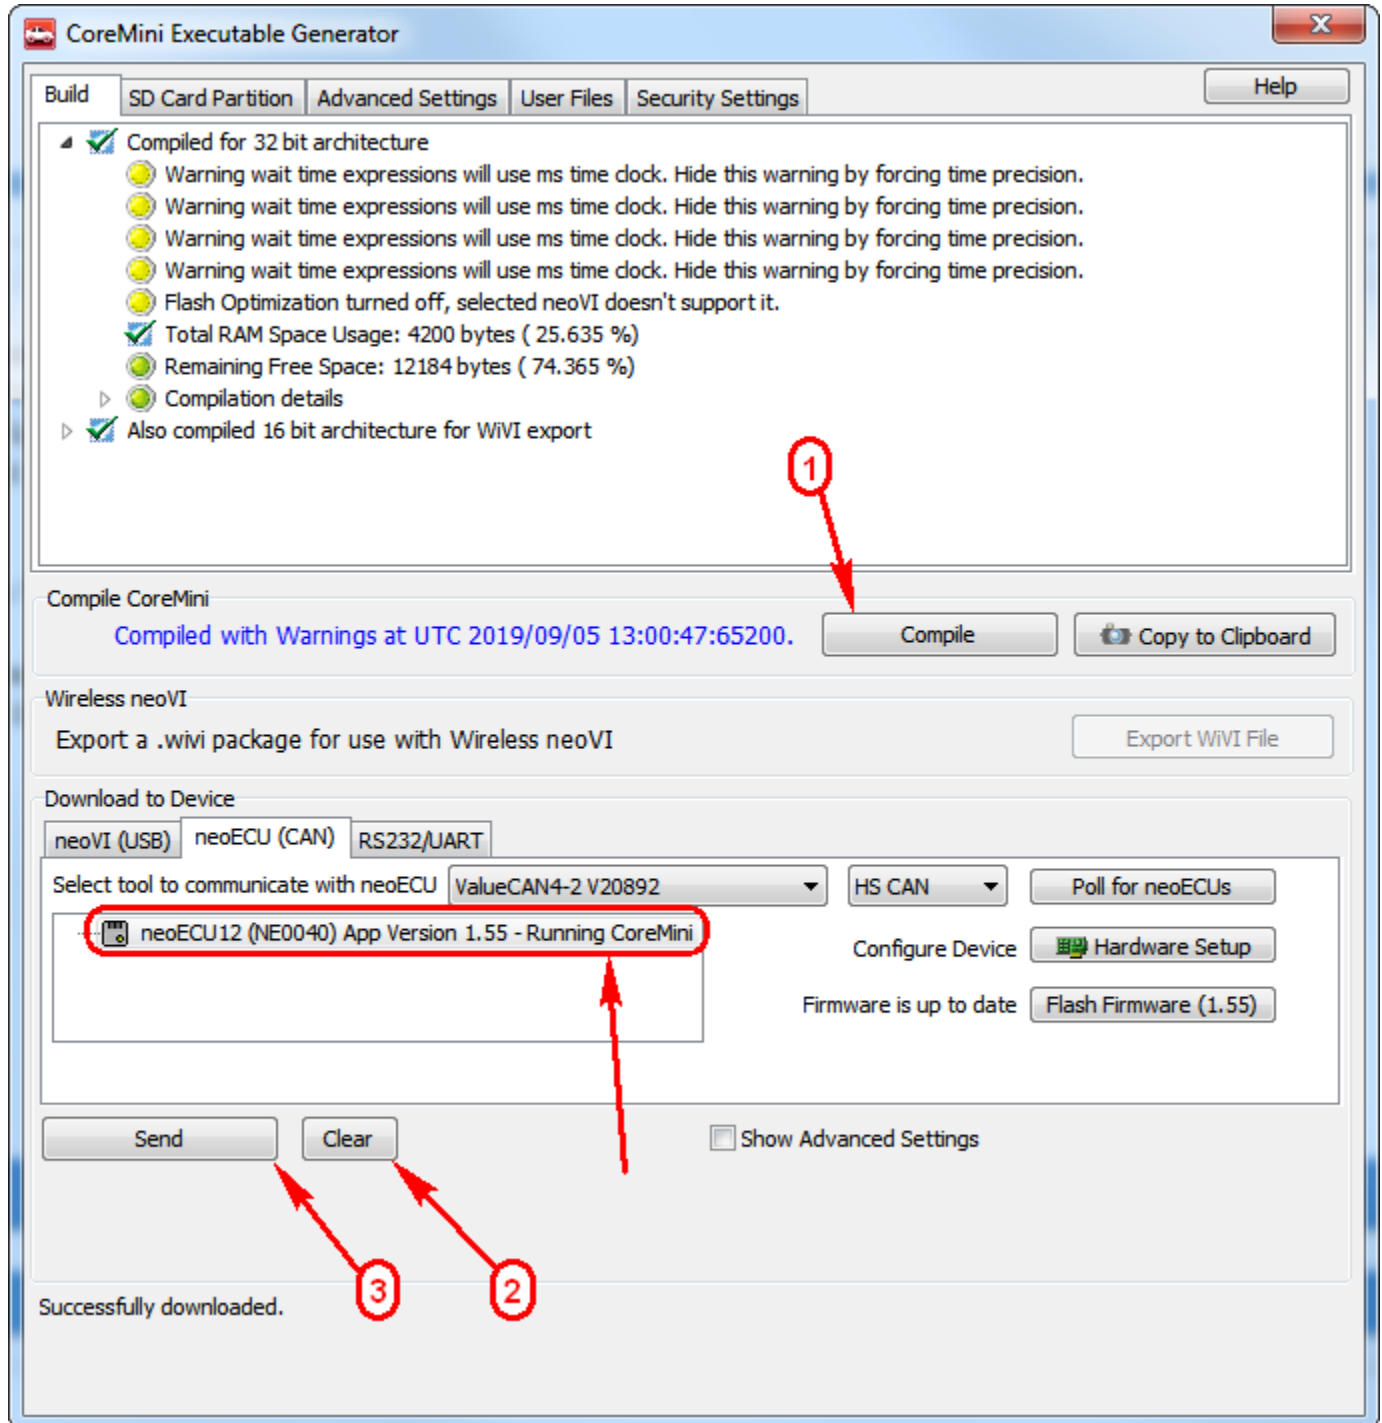 CoreMini Executable Generator
Build SD Card Partition Advanced Settings User Files Security Settings Help
Compiled for 32 bit architecture
Warning wait time expressions will use ms time clock. Hide this warning by forcing time precision.
Warning wait time expressions will use ms time clock. Hide this warning by forcing time precision.
Warning wait time expressions will use ms time clock. Hide this warning by forcing time precision.
Warning wait time expressions will use ms time clock. Hide this warning by forcing time precision.
Flash Optimization turned off, selected neoVI doesn't support it.
Total RAM Space Usage: 4200 bytes ( 25.635 %)
Remaining Free Space: 12184 bytes ( 74.365 %)
Compilation details
Also compiled 16 bit architecture for WiVI export
1
Compile CoreMini
Compiled with Warnings at UTC 2019/09/05 13:00:47:65200. Compile Copy to Clipboard
Wireless neoVI
Export a .wivi package for use with Wireless neoVI Export WiVI File
Download to Device
neoVI (USB) neoECU (CAN) RS232/UART
Select tool to communicate with neoECU ValueCAN4-2 V20892 HS CAN Poll for neoECUs
neoECU12 (NE0040) App Version 1.55 - Running CoreMini
Configure Device Hardware Setup
Firmware is up to date Flash Firmware (1.55)
Send Clear Show Advanced Settings
3 2
Successfully downloaded.